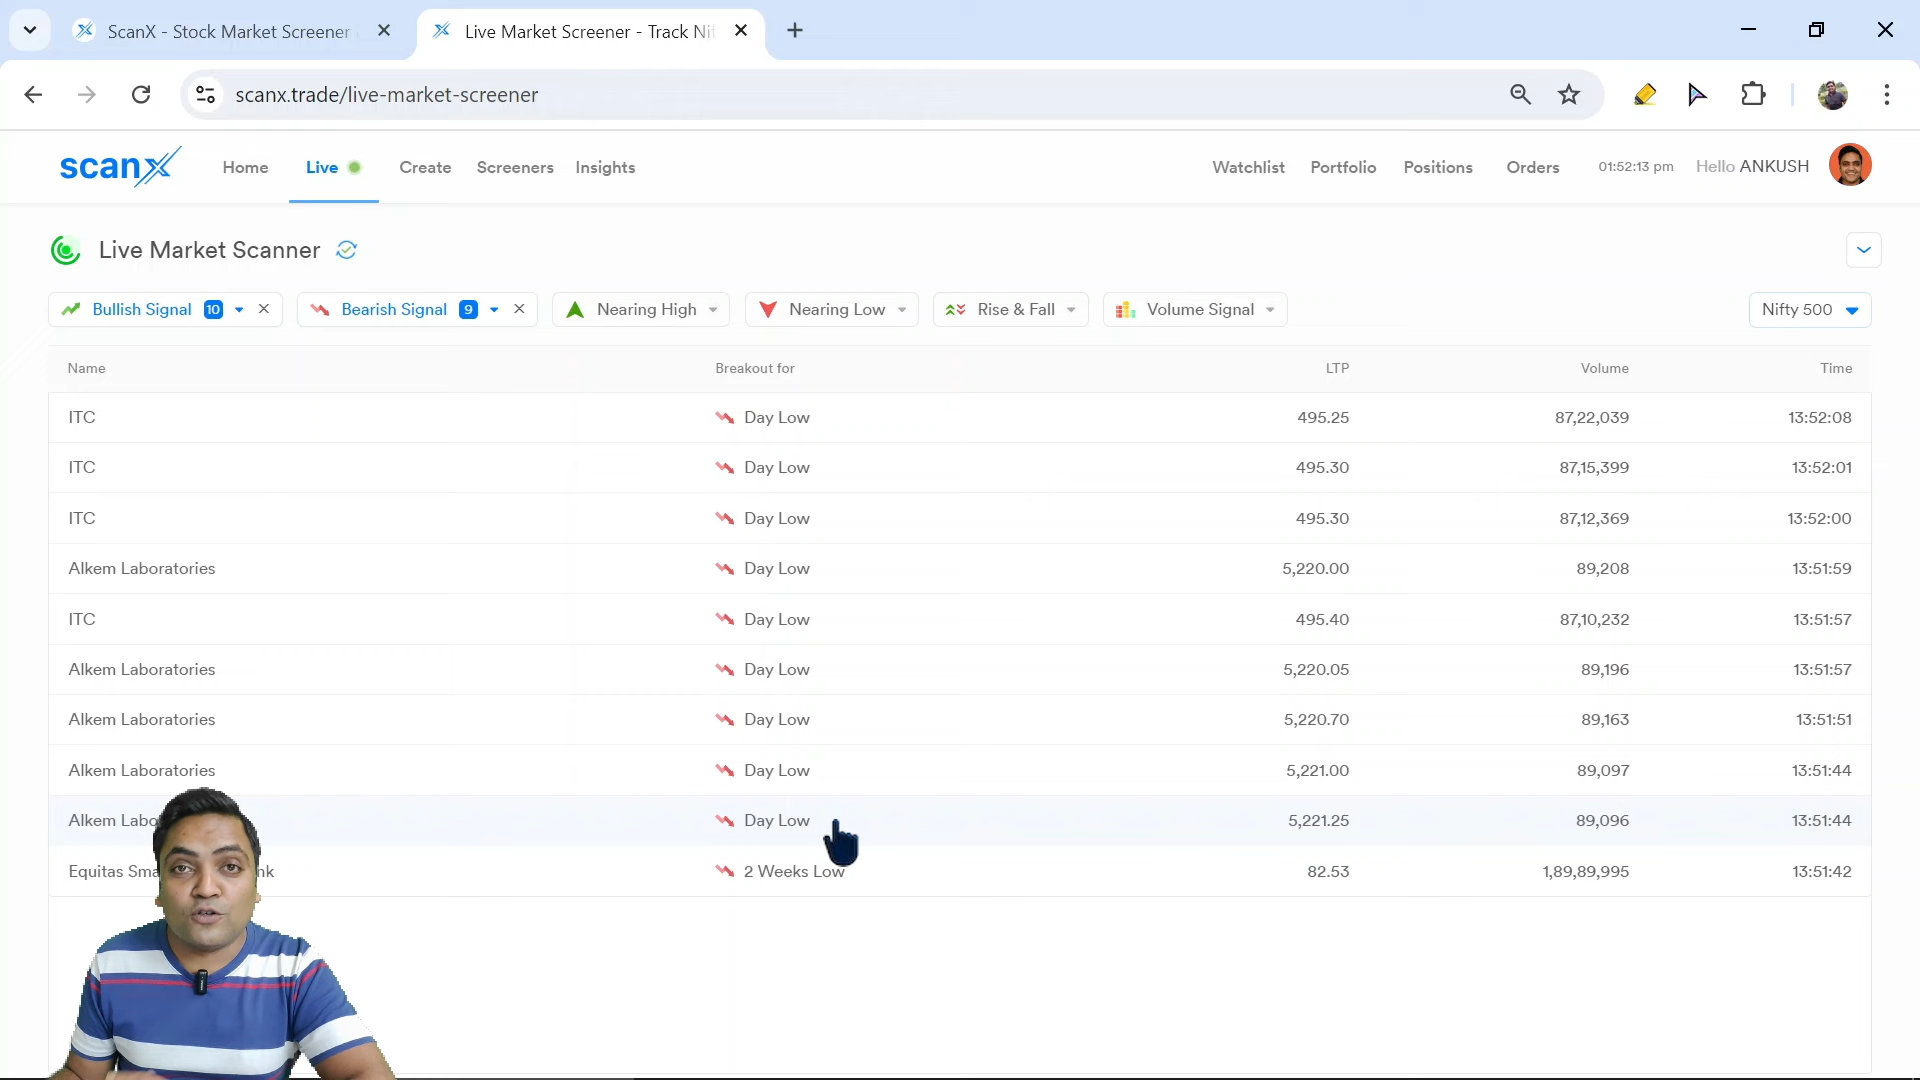 ScanX - Stock Market Screener
Live Market Screener - Track Ni
scanx.trade/live-market-screener
scanx Home Live Create Screeners Insights Watchlist Portfolio Positions Orders 01:52:13 pm Hello ANKUSH
Live Market Scanner
Bullish Signal 10 Bearish Signal 9 Nearing High Nearing Low Rise & Fall Volume Signal Nifty 500
Name Breakout for LTP Volume Time
ITC Day Low 495.25 87,22,039 13:52:08
ITC Day Low 495.30 87,15,399 13:52:01
ITC Day Low 495.30 87,12,369 13:52:00
Alkem Laboratories Day Low 5,220.00 89,208 13:51:59
ITC Day Low 495.40 87,10,232 13:51:57
Alkem Laboratories Day Low 5,220.05 89,196 13:51:57
Alkem Laboratories Day Low 5,220.70 89,163 13:51:51
Alkem Laboratories Day Low 5,221.00 89,097 13:51:44
Alkem Labo Day Low 5,221.25 89,096 13:51:44
Equitas Sma nk 2 Weeks Low 82.53 1,89,89,995 13:51:42